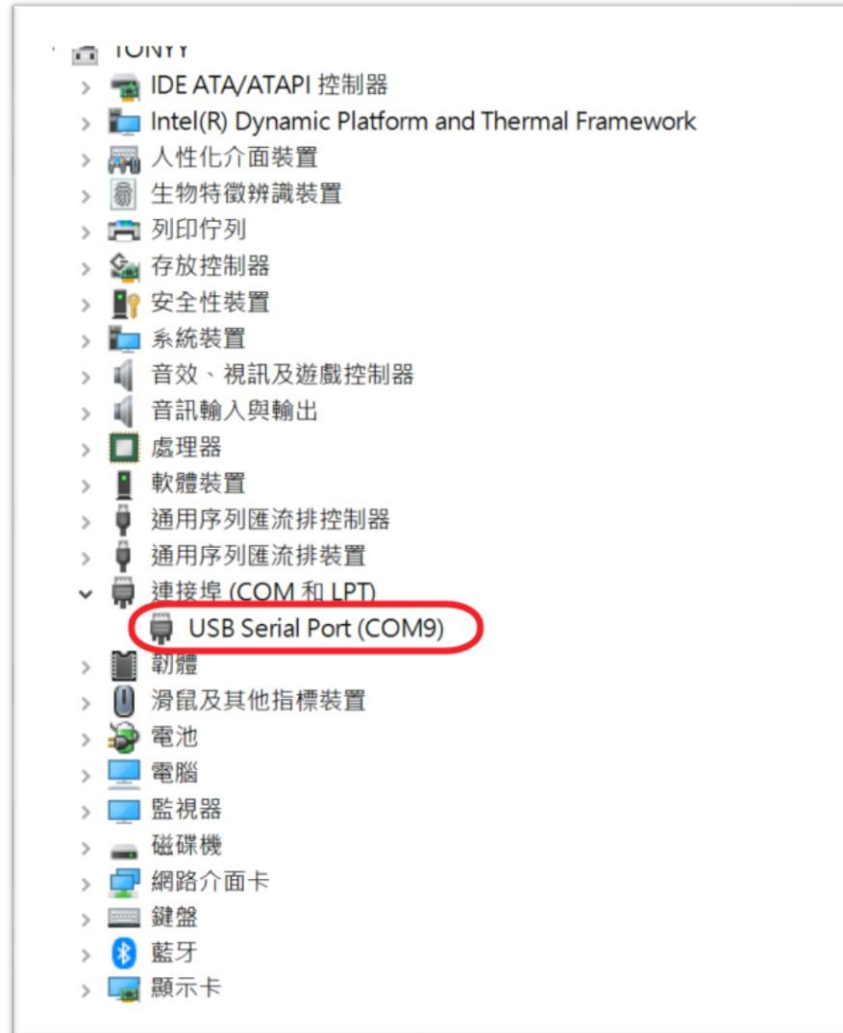 TONYY
IDE ATA/ATAPI 控制器
Intel(R) Dynamic Platform and Thermal Framework
人性化介面裝置
生物特徵辨識裝置
列印佇列
存放控制器
安全性裝置
系統裝置
音效、視訊及遊戲控制器
音訊輸入與輸出
處理器
軟體裝置
通用序列匯流排控制器
通用序列匯流排裝置
連接埠 (COM 和 LPT)
USB Serial Port (COM9)
韌體
滑鼠及其他指標裝置
電池
電腦
監視器
磁碟機
網路介面卡
鍵盤
藍牙
顯示卡